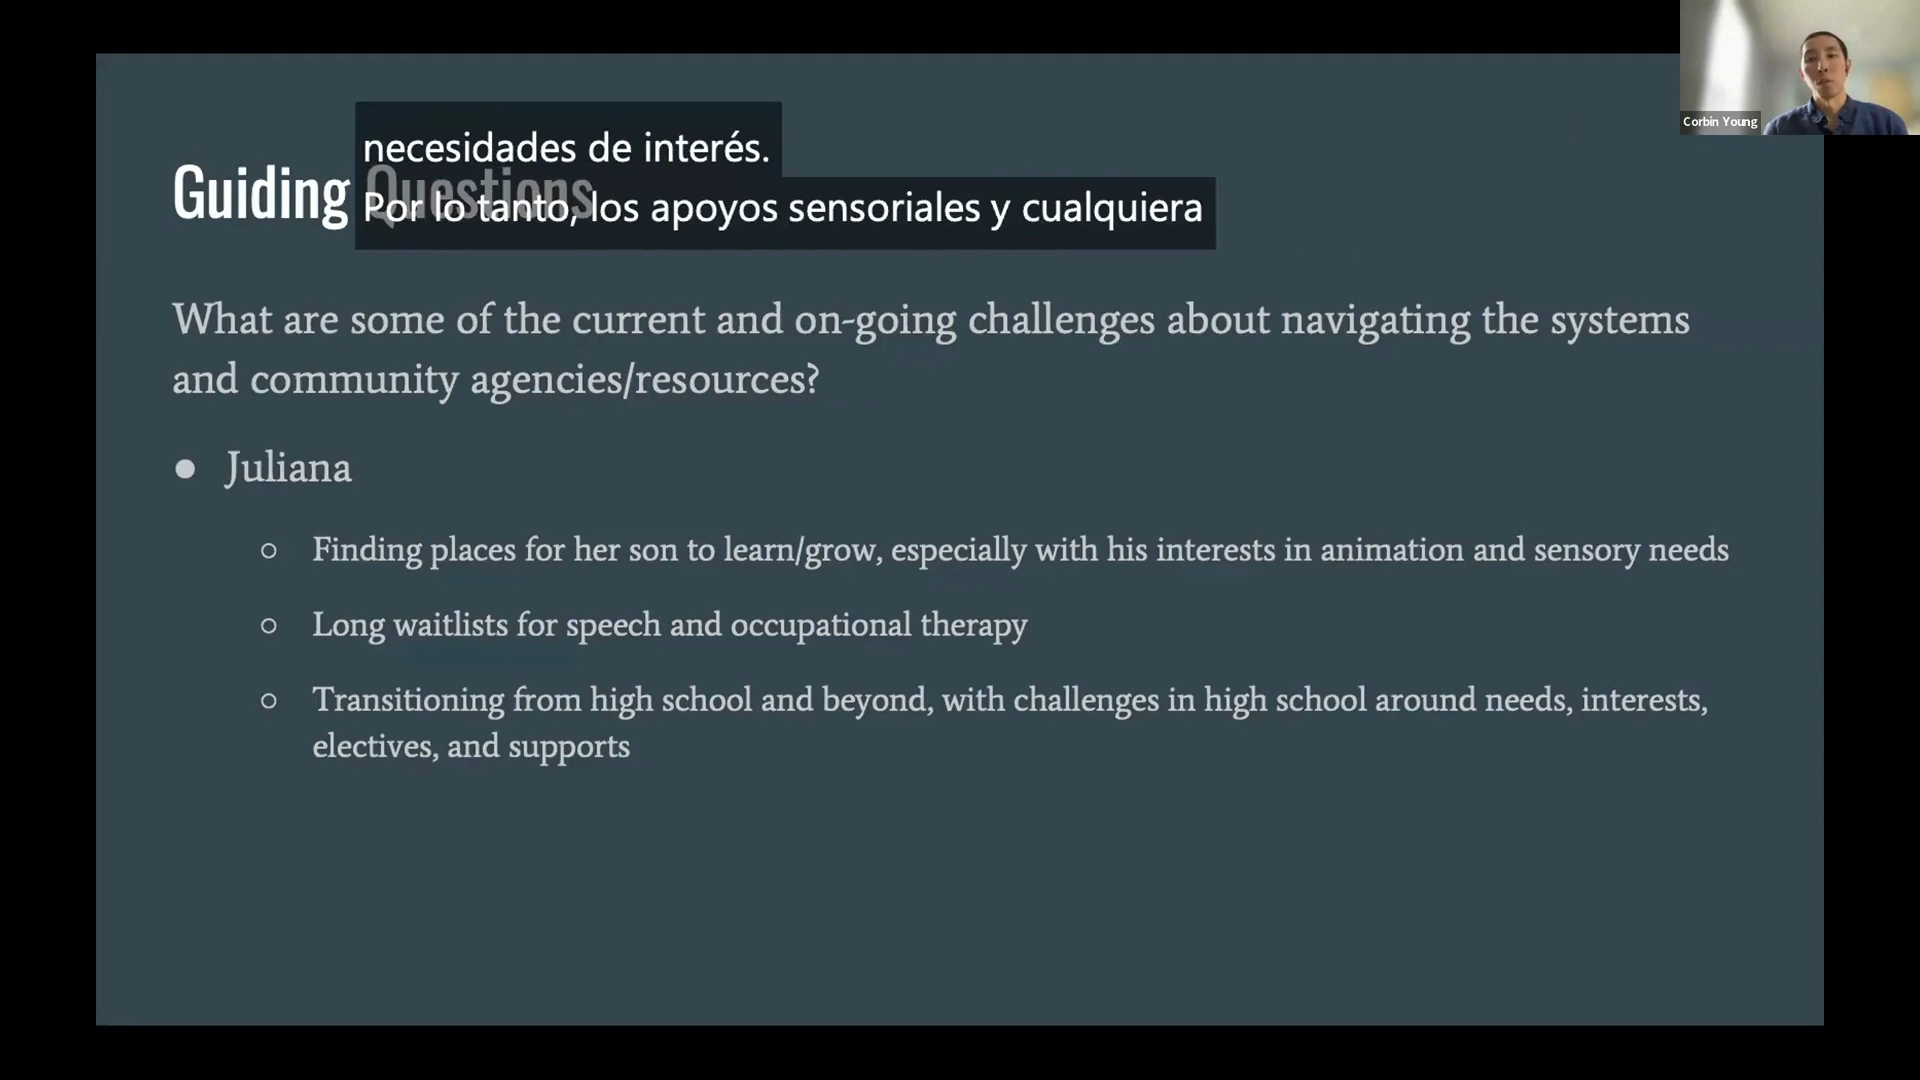 Corbin Young
necesidades de interés.
Guiding Questions
Por lo tanto, los apoyos sensoriales y cualquiera
What are some of the current and on-going challenges about navigating the systems
and community agencies/resources?
● Juliana
○ Finding places for her son to learn/grow, especially with his interests in animation and sensory needs
○ Long waitlists for speech and occupational therapy
○ Transitioning from high school and beyond, with challenges in high school around needs, interests,
electives, and supports